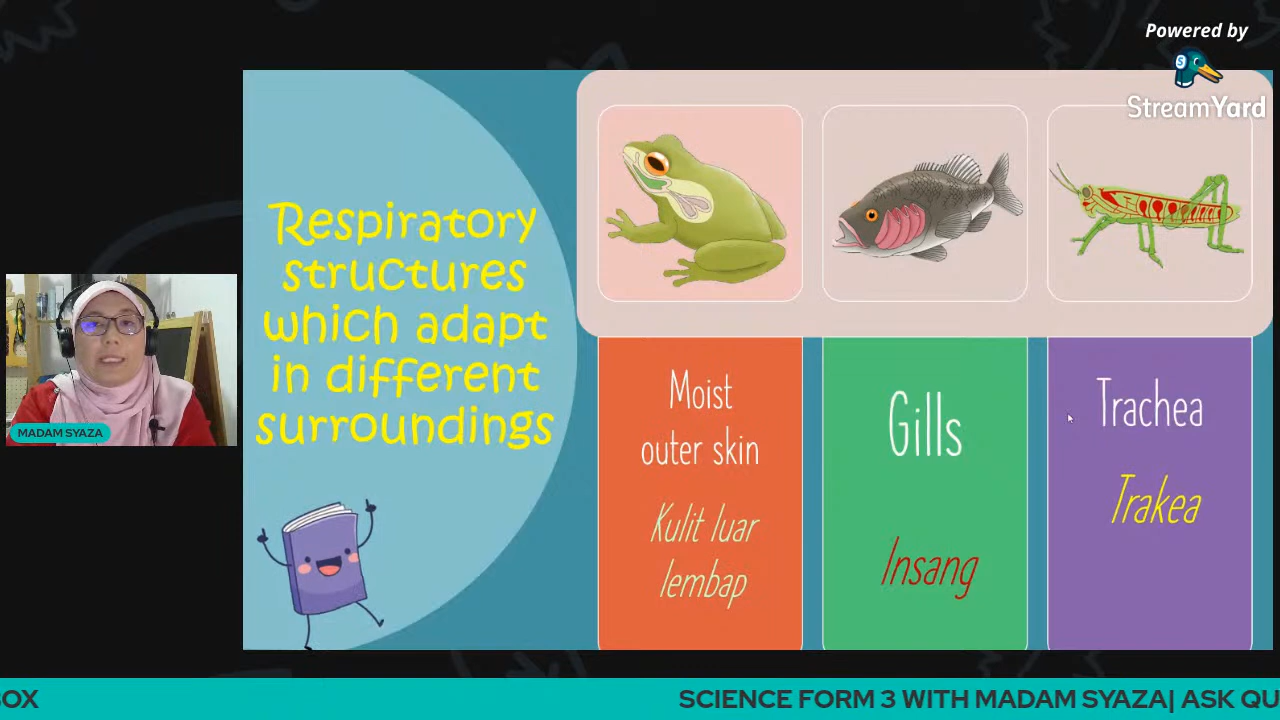 Powered by
StreamYard
Respiratory
structures
which adapt
in different
surroundings
Moist
outer skin
Kulit luar
lembap
Gills
Insang
Trachea
Trakea
MADAM SYAZA
BOX
SCIENCE FORM 3 WITH MADAM SYAZA| ASK QU